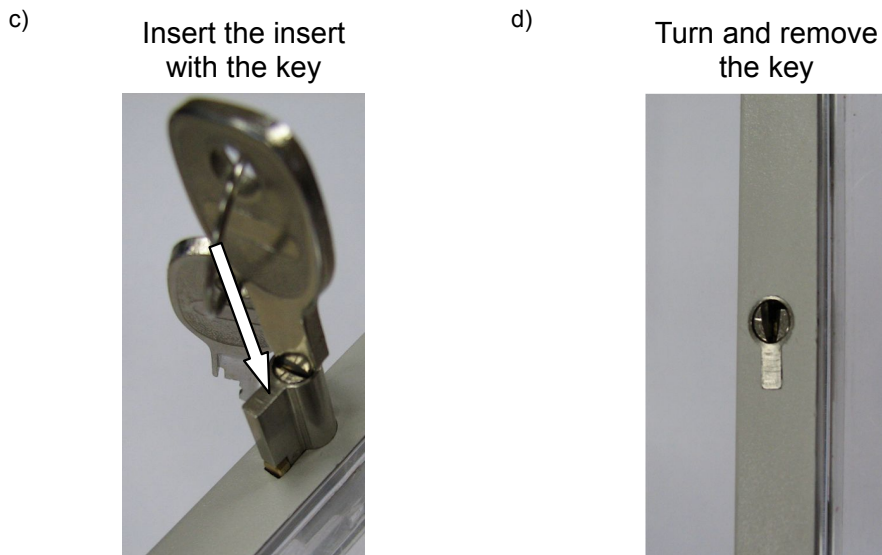 c)
Insert the insert
with the key
d)
Turn and remove
the key